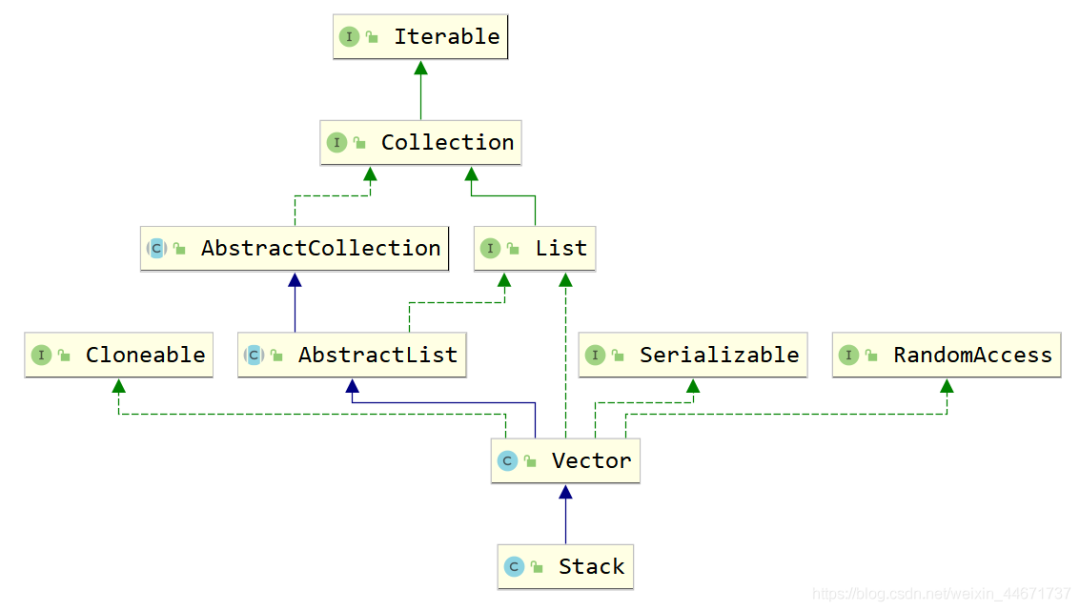 I Iterable
I Collection
C AbstractCollection
I List
I Cloneable
C AbstractList
I Serializable
I RandomAccess
C Vector
C Stack
https://blog.csdn.net/weixin_44671737